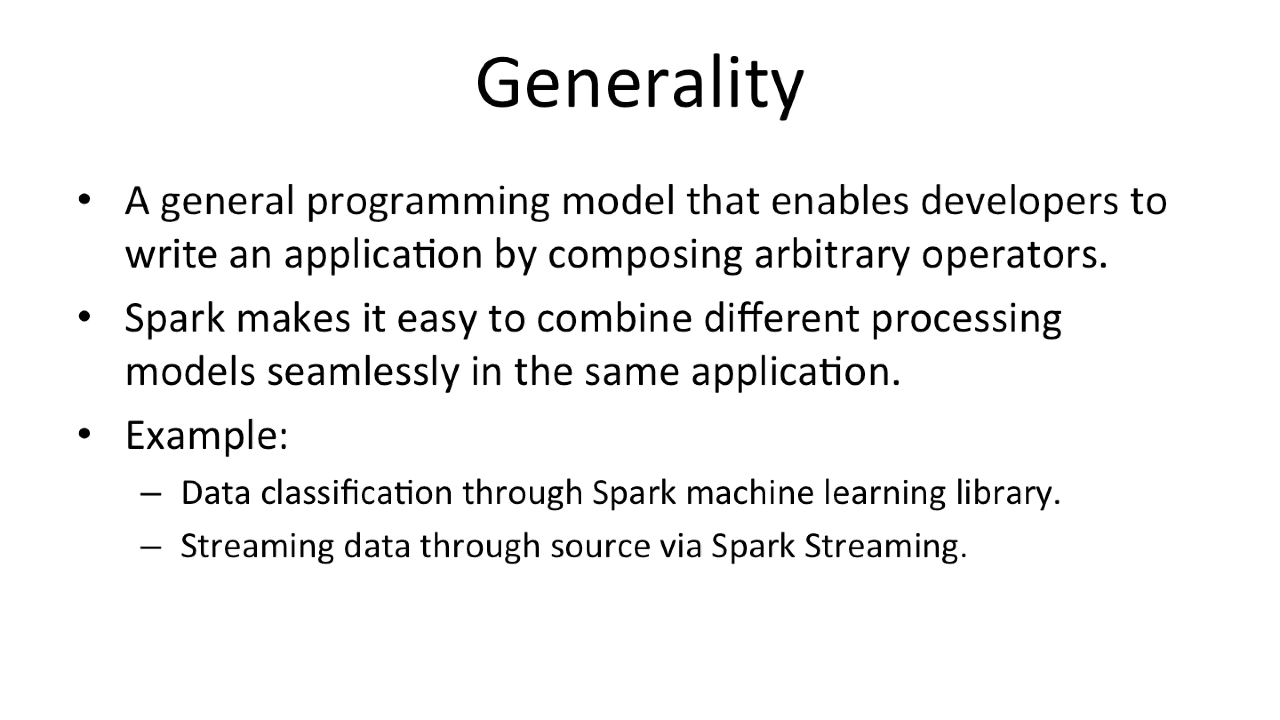 Generality
• A general programming model that enables developers to
write an application by composing arbitrary operators.
• Spark makes it easy to combine different processing
models seamlessly in the same application.
• Example:
– Data classification through Spark machine learning library.
– Streaming data through source via Spark Streaming.